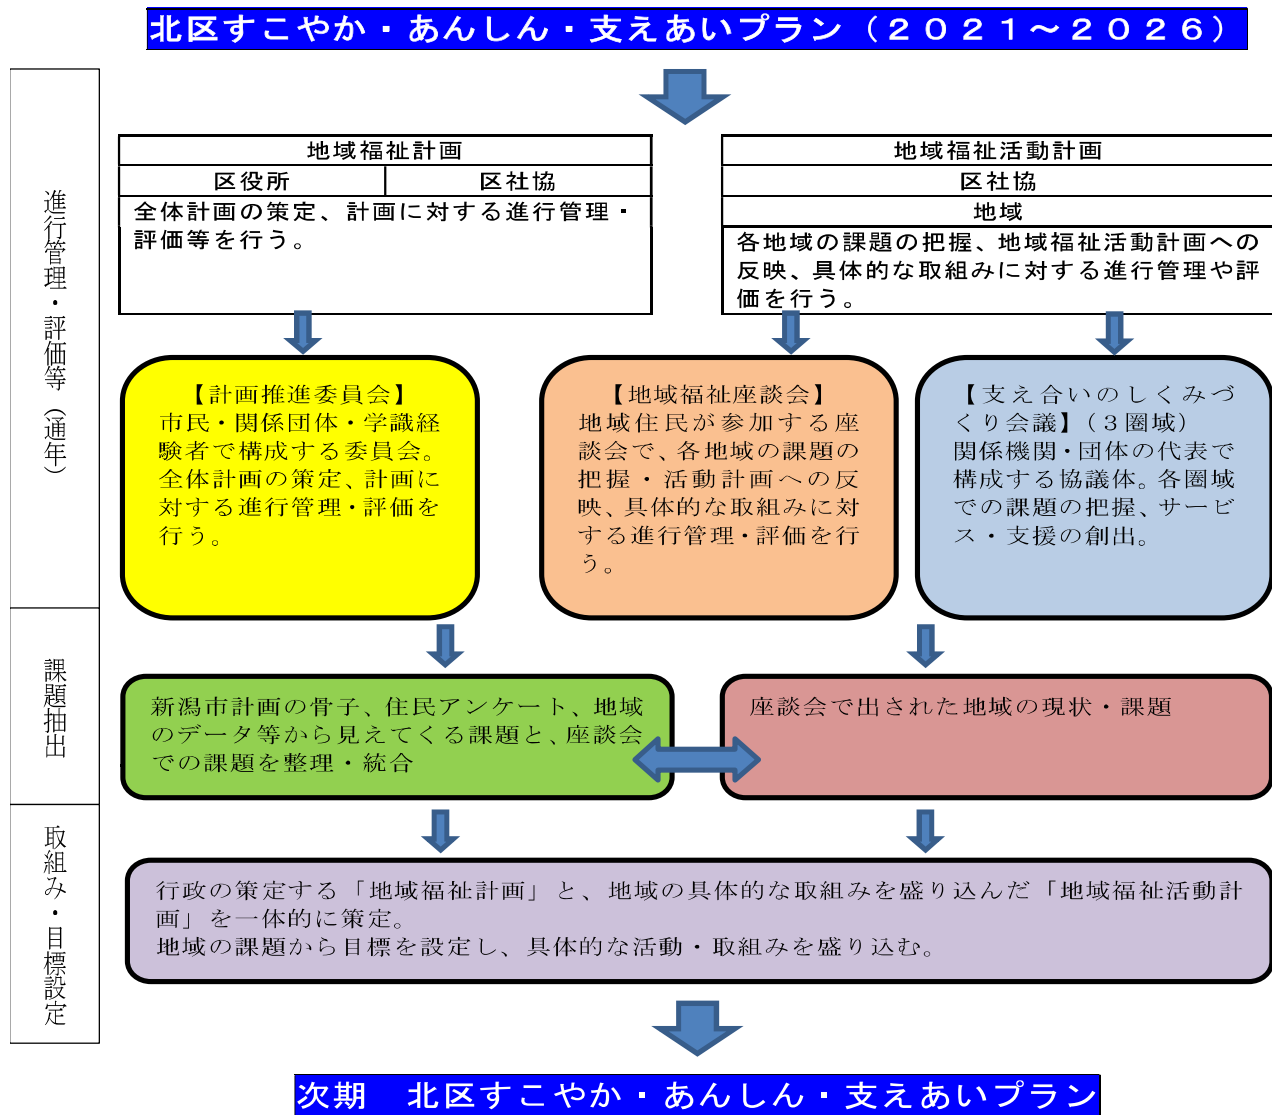 北区すこやか・あんしん・支えあいプラン（２０２１～２０２６）
進行管理・評価等（通年）
地域福祉計画
区役所
区社協
全体計画の策定、計画に対する進行管理・
評価等を行う。
地域福祉活動計画
区社協
地域
各地域の課題の把握、地域福祉活動計画への
反映、具体的な取組みに対する進行管理や評
価を行う。
【計画推進委員会】
市民・関係団体・学識経
験者で構成する委員会。
全体計画の策定、計画に
対する進行管理・評価を
行う。
【地域福祉座談会】
地域住民が参加する座
談会で、各地域の課題の
把握・活動計画への反
映、具体的な取組みに対
する進行管理・評価を行
う。
【支え合いのしくみづ
くり会議】（３圏域）
関係機関・団体の代表で
構成する協議体。各圏域
での課題の把握、サービ
ス・支援の創出。
課題抽出
新潟市計画の骨子、住民アンケート、地域
のデータ等から見えてくる課題と、座談会
での課題を整理・統合
座談会で出された地域の現状・課題
取組み・目標設定
行政の策定する「地域福祉計画」と、地域の具体的な取組みを盛り込んだ「地域福祉活動計
画」を一体的に策定。
地域の課題から目標を設定し、具体的な活動・取組みを盛り込む。
次期　北区すこやか・あんしん・支えあいプラン